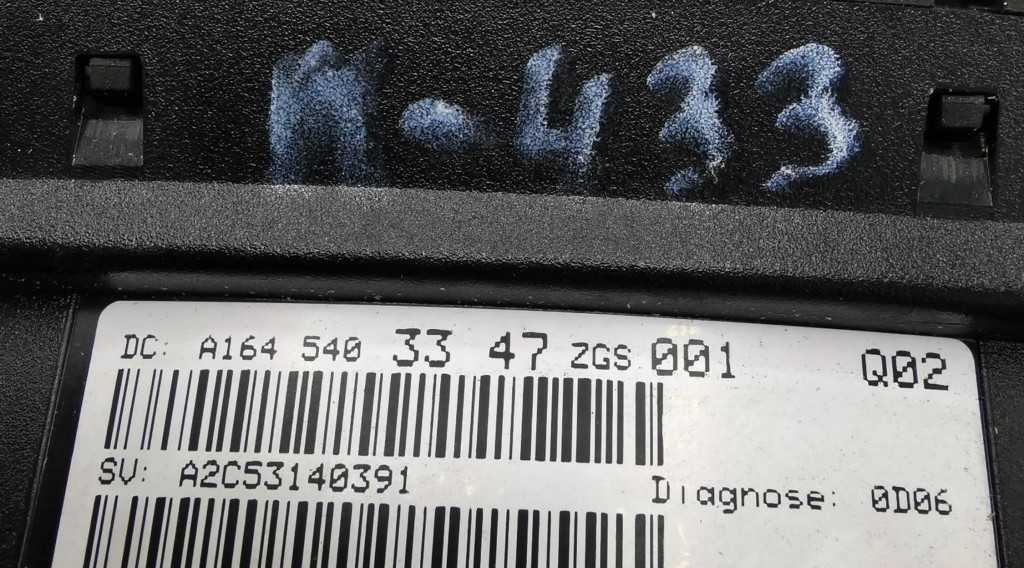 M-433
DC: A164 540 33 47 ZGS 001 Q02
SV: A2C53140391
Diagnose: 0D06